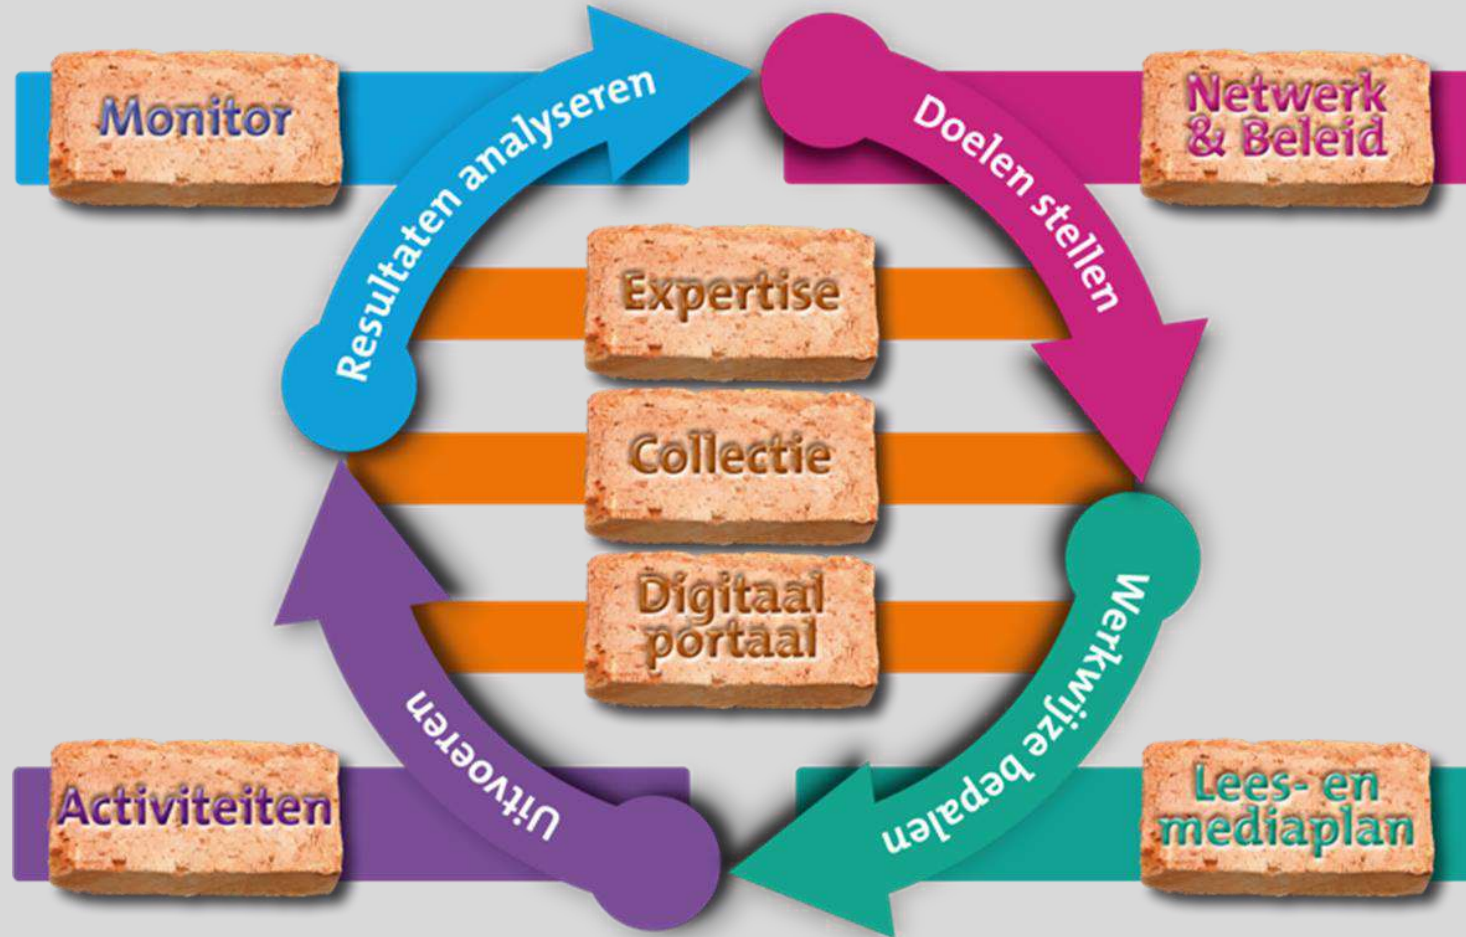 Monitor
Resultaten analyseren
Doelen stellen
Netwerk
& Beleid
Expertise
Collectie
Digitaal
portaal
Werkwijze bepalen
Uitvoeren
Activiteiten
Lees- en
mediaplan